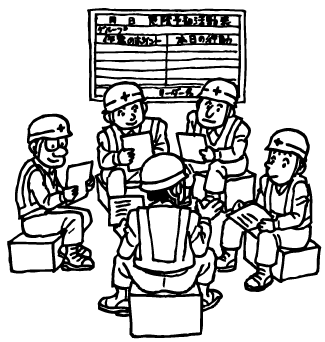 月 日 危険予知活動表
グループ
作業のポイント 本日の行動
リーダー名